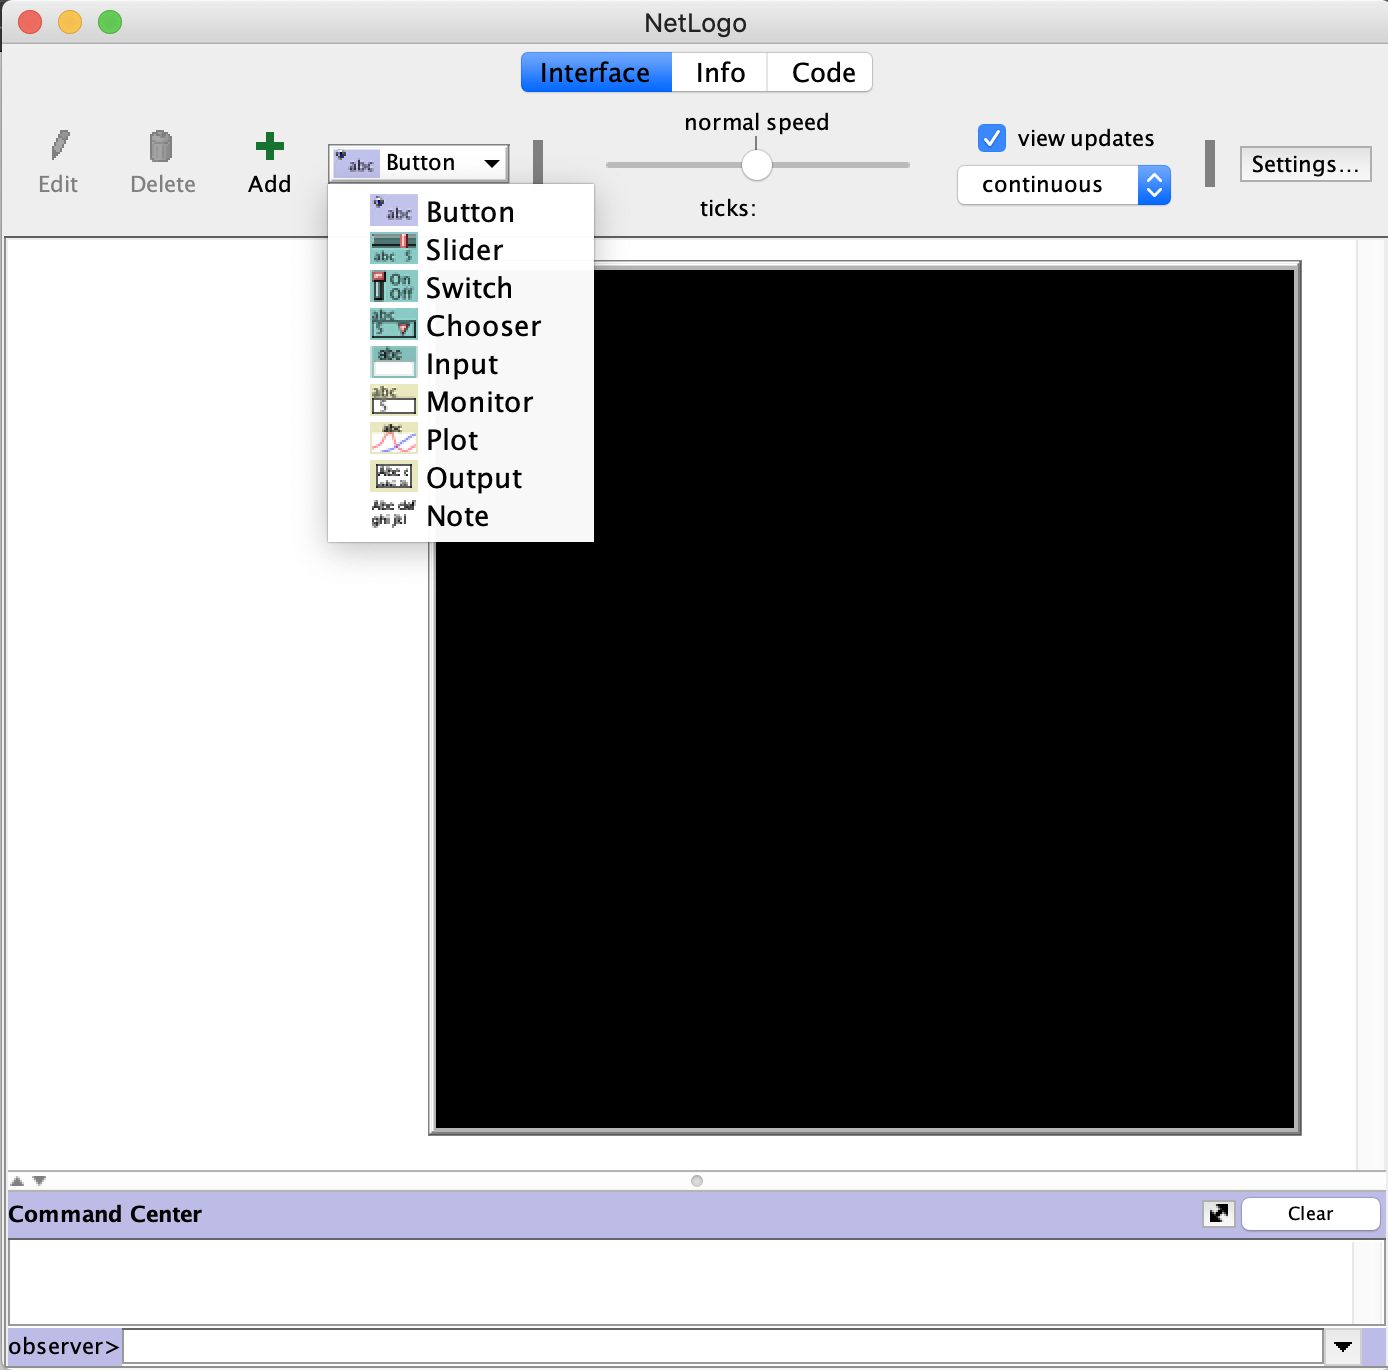 NetLogo
Interface Info Code
Edit Delete Add
abc Button
normal speed
ticks:
view updates
continuous
Settings...
abc Button
abc 5 Slider
On Off Switch
abc 5 Chooser
abc Input
abc 5 Monitor
abc Plot
Abc Output
Abc def
ghi jkl Note
Command Center
Clear
observer>